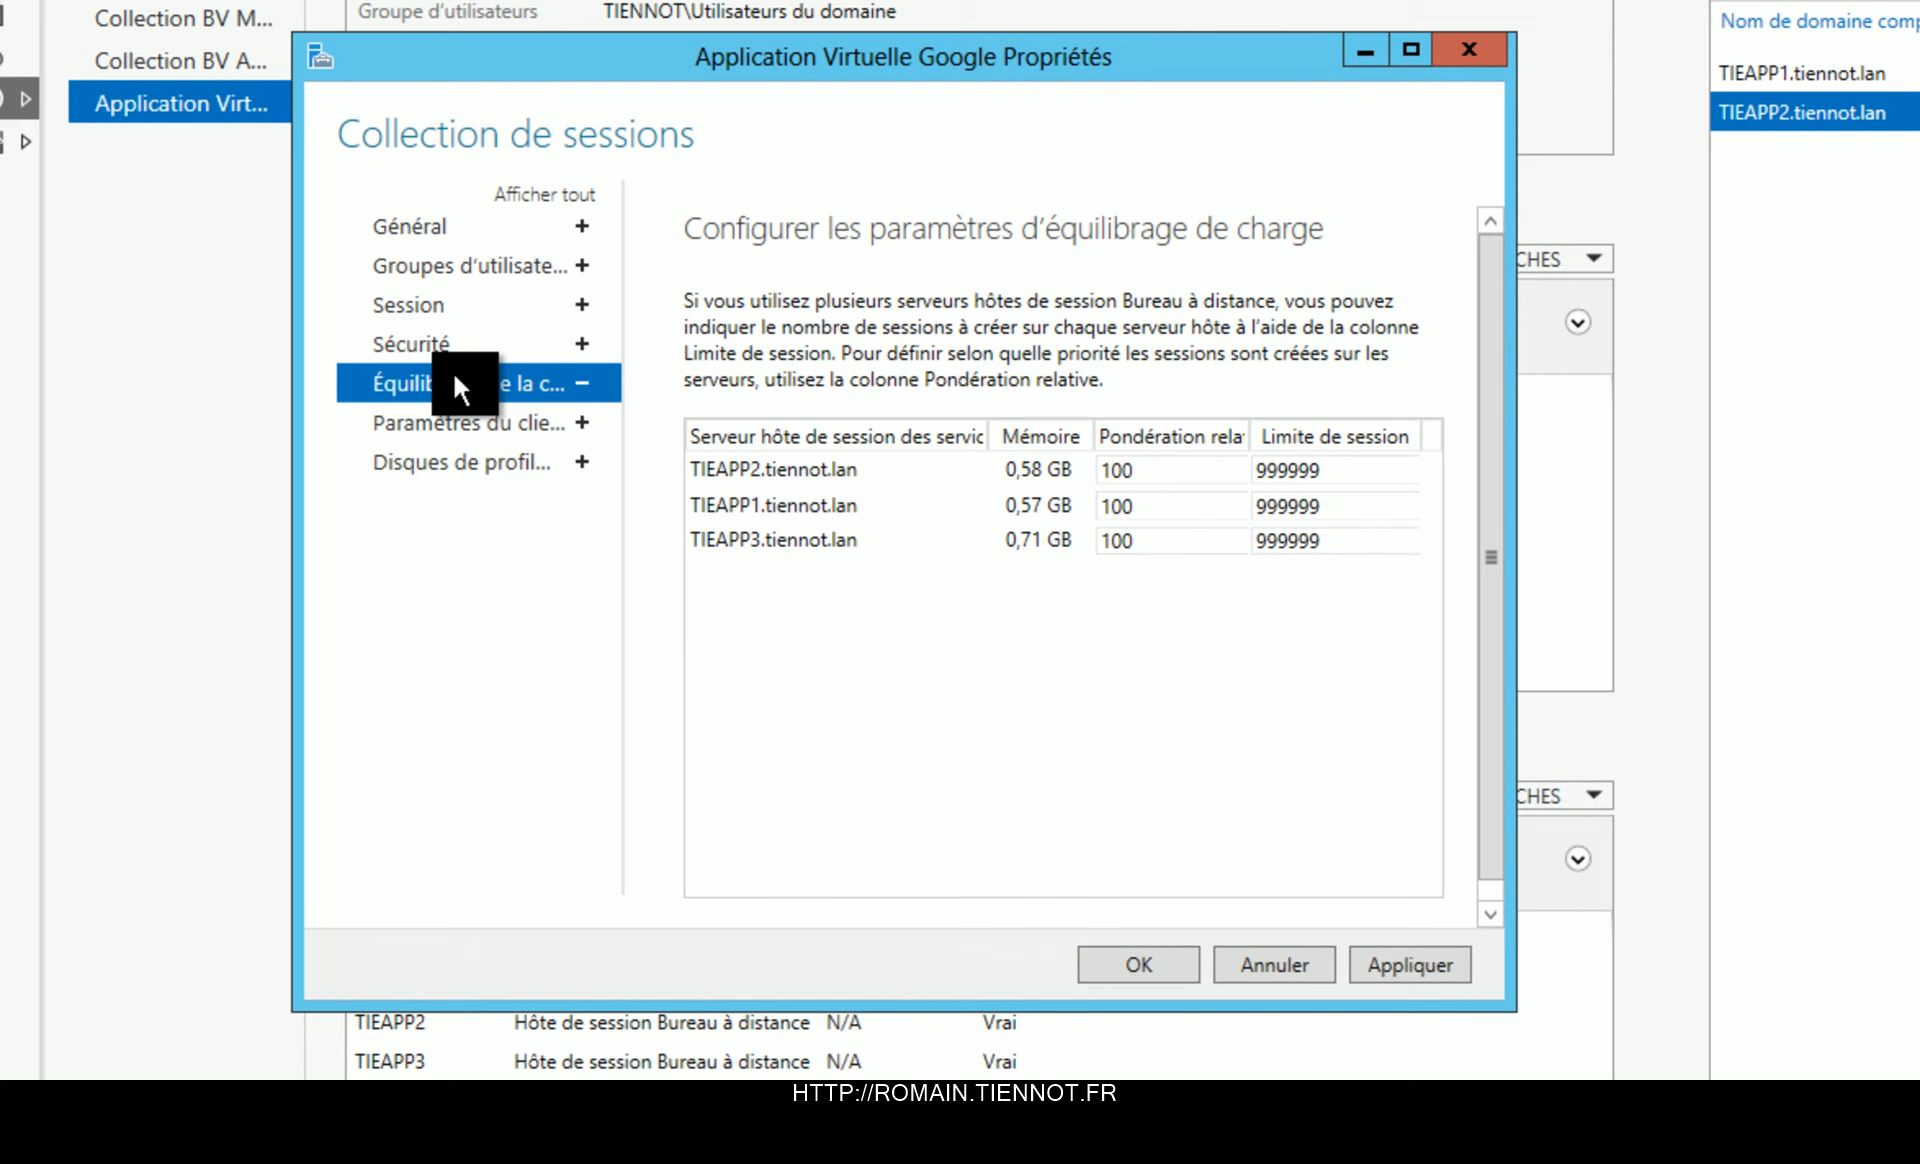 Collection BV M...
Collection BV A...
Application Virt...
Groupe d'utilisateurs TIENNOT\Utilisateurs du domaine
Application Virtuelle Google Propriétés
Collection de sessions
Afficher tout
Général
Groupes d'utilisate...
Session
Sécurité
e la c...
Paramètres du clie...
Disques de profil...
Configurer les paramètres d'équilibrage de charge
Si vous utilisez plusieurs serveurs hôtes de session Bureau à distance, vous pouvez
indiquer le nombre de sessions à créer sur chaque serveur hôte à l'aide de la colonne
Limite de session. Pour définir selon quelle priorité les sessions sont créées sur les
serveurs, utilisez la colonne Pondération relative.
Serveur hôte de session des servic Mémoire Pondération rela Limite de session
TIEAPP2.tiennot.lan 0,58 GB 100 999999
TIEAPP1.tiennot.lan 0,57 GB 100 999999
TIEAPP3.tiennot.lan 0,71 GB 100 999999
OK Annuler Appliquer
CHES
CHES
TIEAPP2 Hôte de session Bureau à distance N/A Vrai
TIEAPP3 Hôte de session Bureau à distance N/A Vrai
Nom de domaine comp
TIEAPP1.tiennot.lan
TIEAPP2.tiennot.lan
HTTP://ROMAIN.TIENNOT.FR